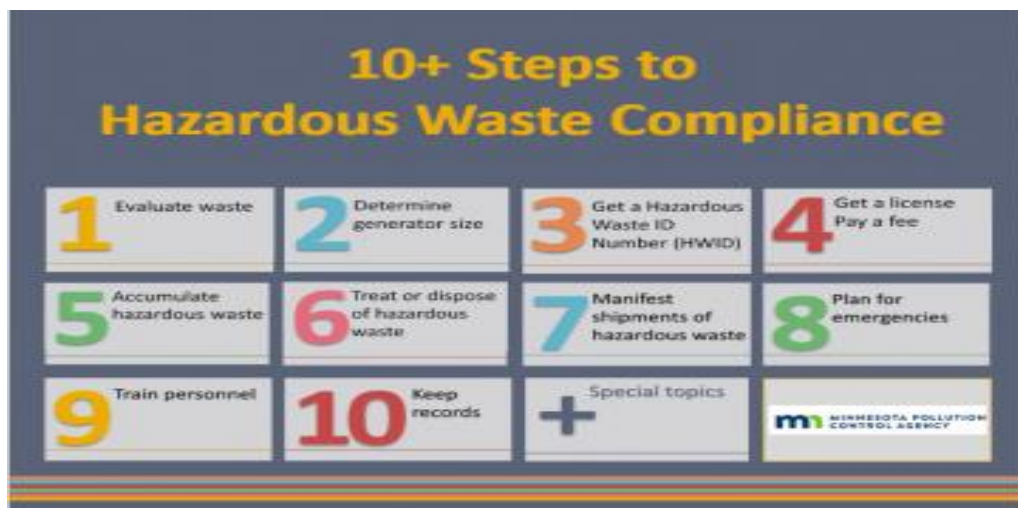 10+ Steps to
Hazardous Waste Compliance
1
Evaluate waste
2
Determine
generator size
3
Get a Hazardous
Waste ID
Number (HWID)
4
Get a license
Pay a fee
5
Accumulate
hazardous waste
6
Treat or dispose
of hazardous
waste
7
Manifest
shipments of
hazardous waste
8
Plan for
emergencies
9
Train personnel
10
Keep
records
+
Special topics
mn MINNESOTA POLLUTION
CONTROL AGENCY